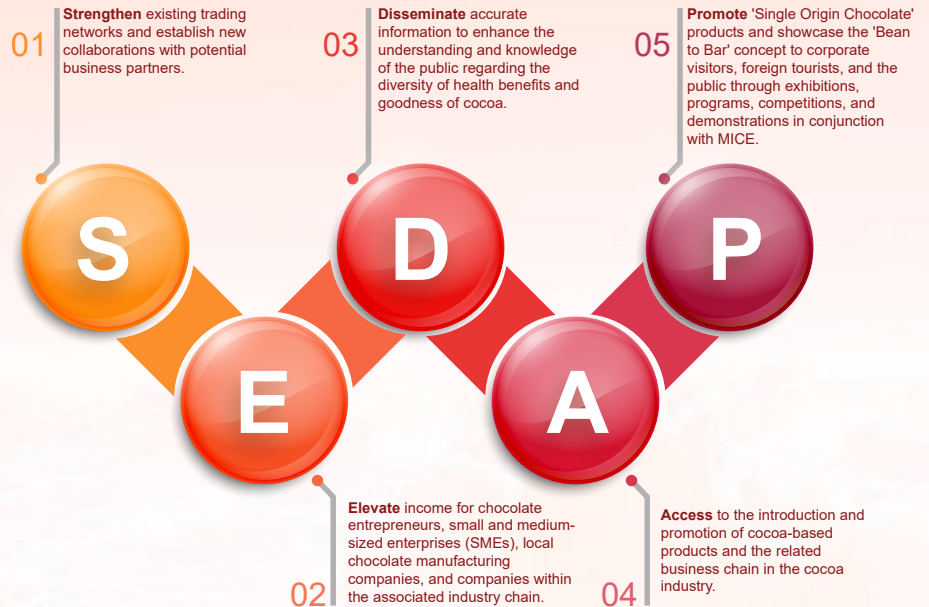 01
Strengthen existing trading
networks and establish new
collaborations with potential
business partners.
03
Disseminate accurate
information to enhance the
understanding and knowledge
of the public regarding the
diversity of health benefits and
goodness of cocoa.
05
Promote 'Single Origin Chocolate'
products and showcase the 'Bean
to Bar' concept to corporate
visitors, foreign tourists, and the
public through exhibitions,
programs, competitions, and
demonstrations in conjunction
with MICE.
S
E
D
A
P
02
Elevate income for chocolate
entrepreneurs, small and medium-
sized enterprises (SMEs), local
chocolate manufacturing
companies, and companies within
the associated industry chain.
04
Access to the introduction and
promotion of cocoa-based
products and the related
business chain in the cocoa
industry.